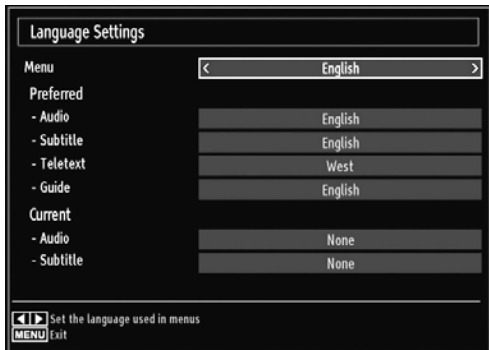 Language Settings
Menu < English >
Preferred
- Audio English
- Subtitle English
- Teletext West
- Guide English
Current
- Audio None
- Subtitle None
Set the language used in menus
MENU Exit